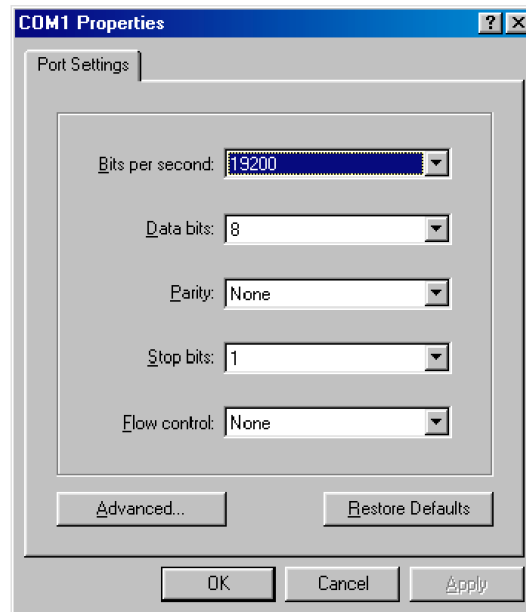 COM1 Properties
Port Settings
Bits per second: 19200
Data bits: 8
Parity: None
Stop bits: 1
Flow control: None
Advanced... Restore Defaults
OK Cancel Apply